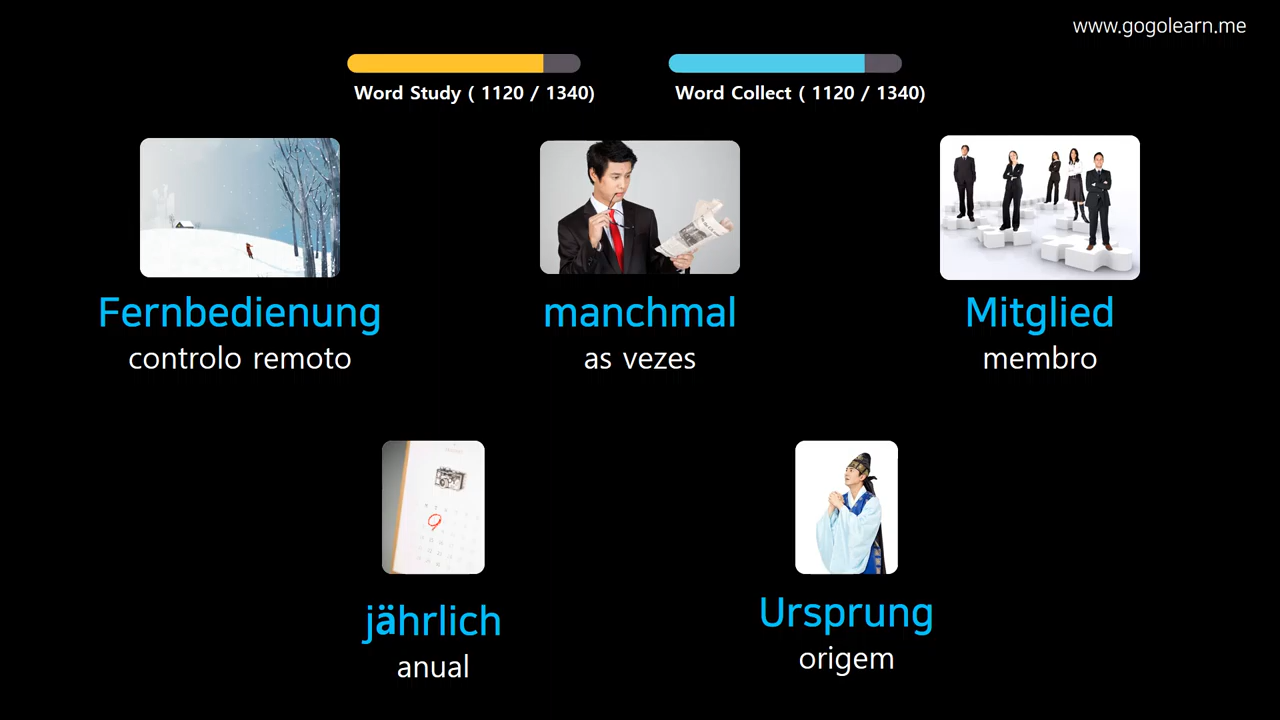 www.gogolearn.me
Word Study ( 1120 / 1340)
Word Collect ( 1120 / 1340)
Fernbedienung
controlo remoto
manchmal
as vezes
Mitglied
membro
jährlich
anual
Ursprung
origem